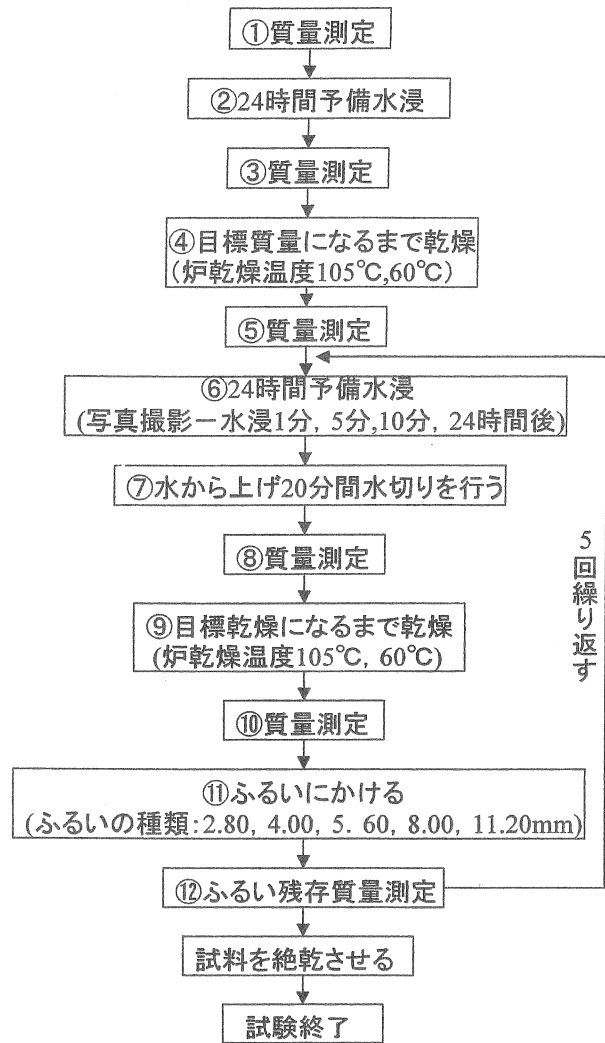 ①質量測定
②24時間予備水浸
③質量測定
④目標質量になるまで乾燥
(炉乾燥温度105℃,60℃)
⑤質量測定
⑥24時間予備水浸
(写真撮影ー水浸1分, 5分,10分, 24時間後)
⑦水から上げ20分間水切りを行う
⑧質量測定
⑨目標乾燥になるまで乾燥
(炉乾燥温度105℃, 60℃)
⑩質量測定
⑪ふるいにかける
(ふるいの種類:2.80, 4.00, 5. 60, 8.00, 11.20mm)
⑫ふるい残存質量測定
試料を絶乾させる
試験終了
5回繰り返す